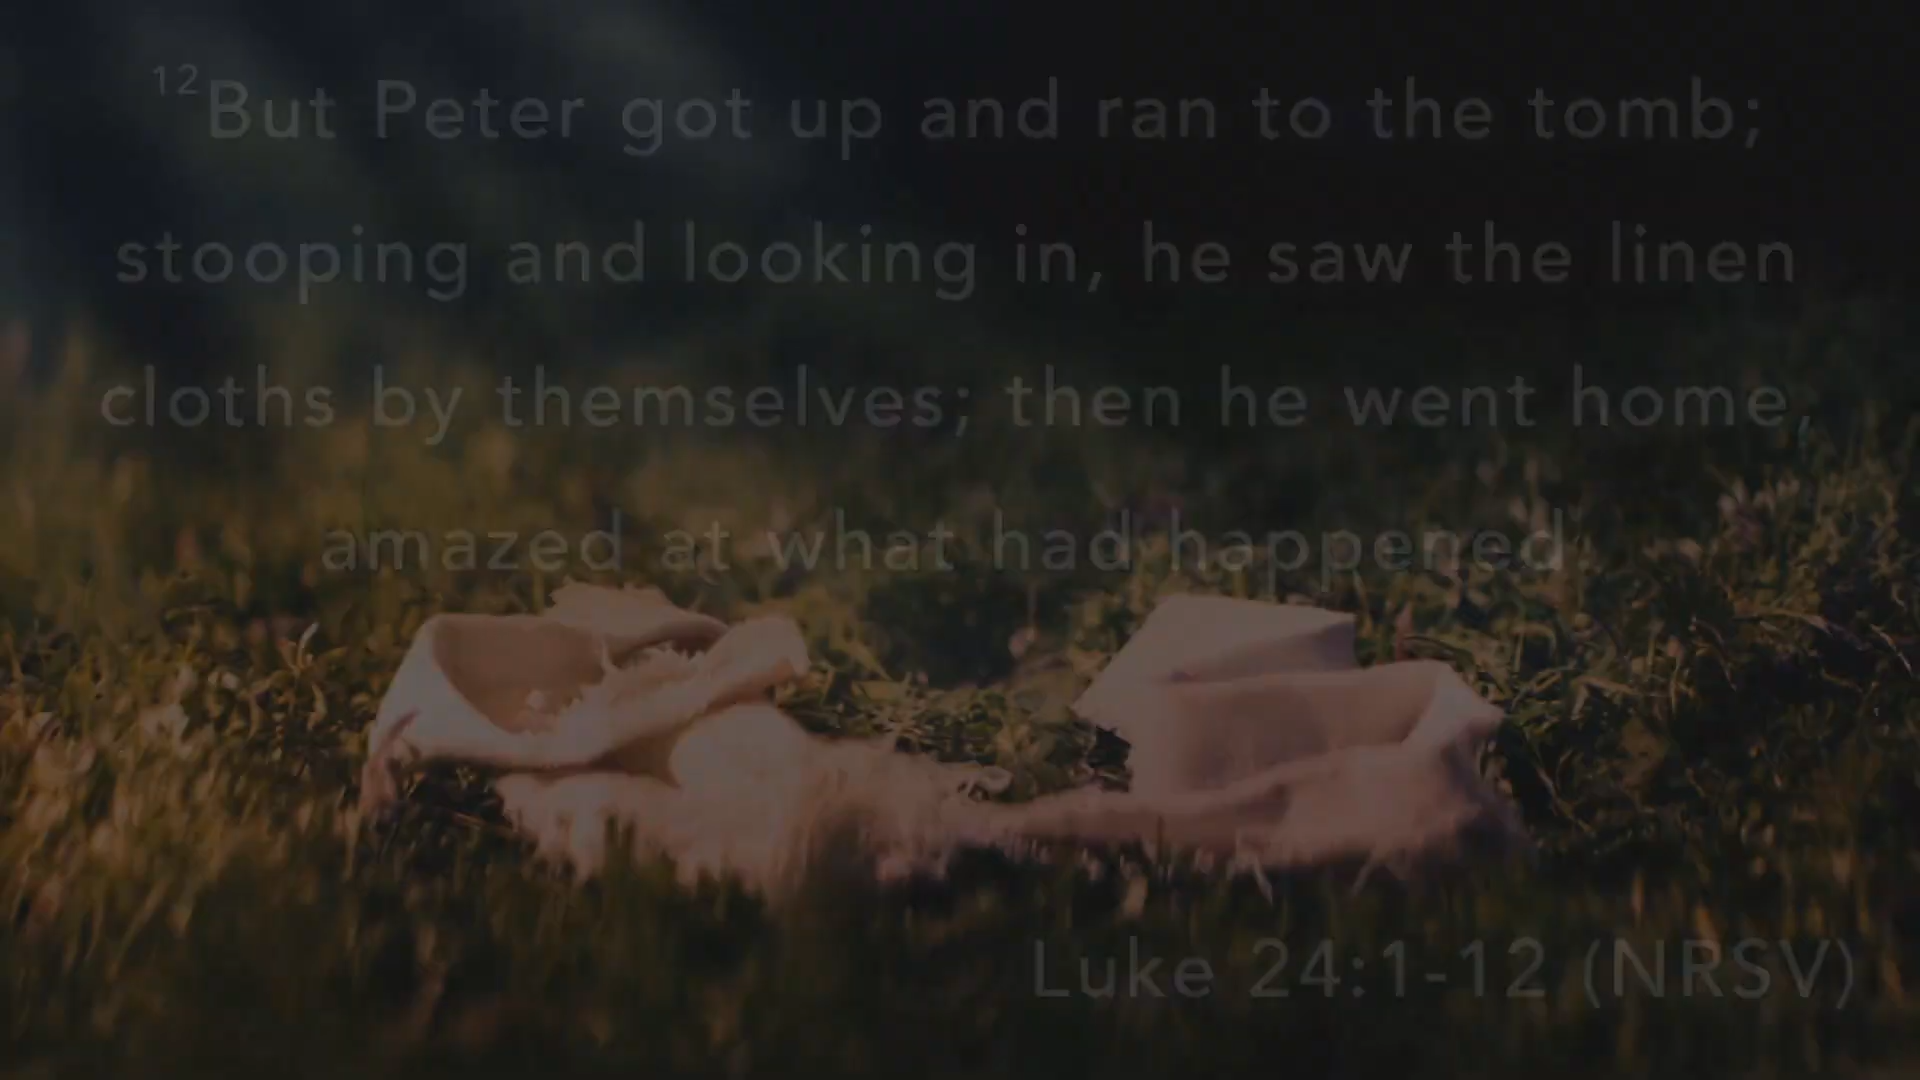 12But Peter got up and ran to the tomb;
stooping and looking in, he saw the linen
cloths by themselves; then he went home,
amazed at what had happened
Luke 24:1-12 (NRSV)